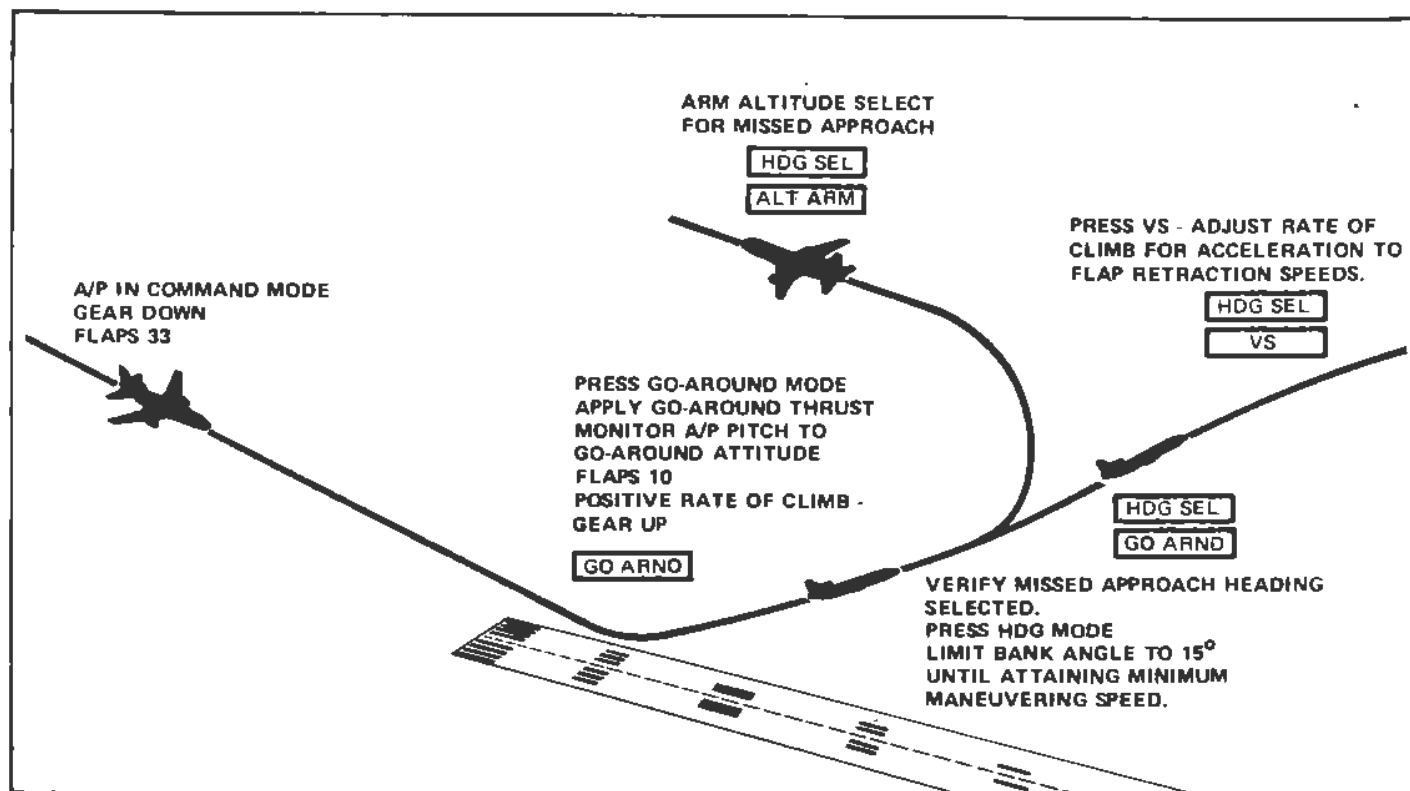 ARM ALTITUDE SELECT
FOR MISSED APPROACH
HDG SEL
ALT ARM
PRESS VS - ADJUST RATE OF
CLIMB FOR ACCELERATION TO
FLAP RETRACTION SPEEDS.
HDG SEL
VS
A/P IN COMMAND MODE
GEAR DOWN
FLAPS 33
PRESS GO-AROUND MODE
APPLY GO-AROUND THRUST
MONITOR A/P PITCH TO
GO-AROUND ATTITUDE
FLAPS 10
POSITIVE RATE OF CLIMB -
GEAR UP
GO ARND
HDG SEL
GO ARND
VERIFY MISSED APPROACH HEADING
SELECTED.
PRESS HDG MODE
LIMIT BANK ANGLE TO 15°
UNTIL ATTAINING MINIMUM
MANEUVERING SPEED.